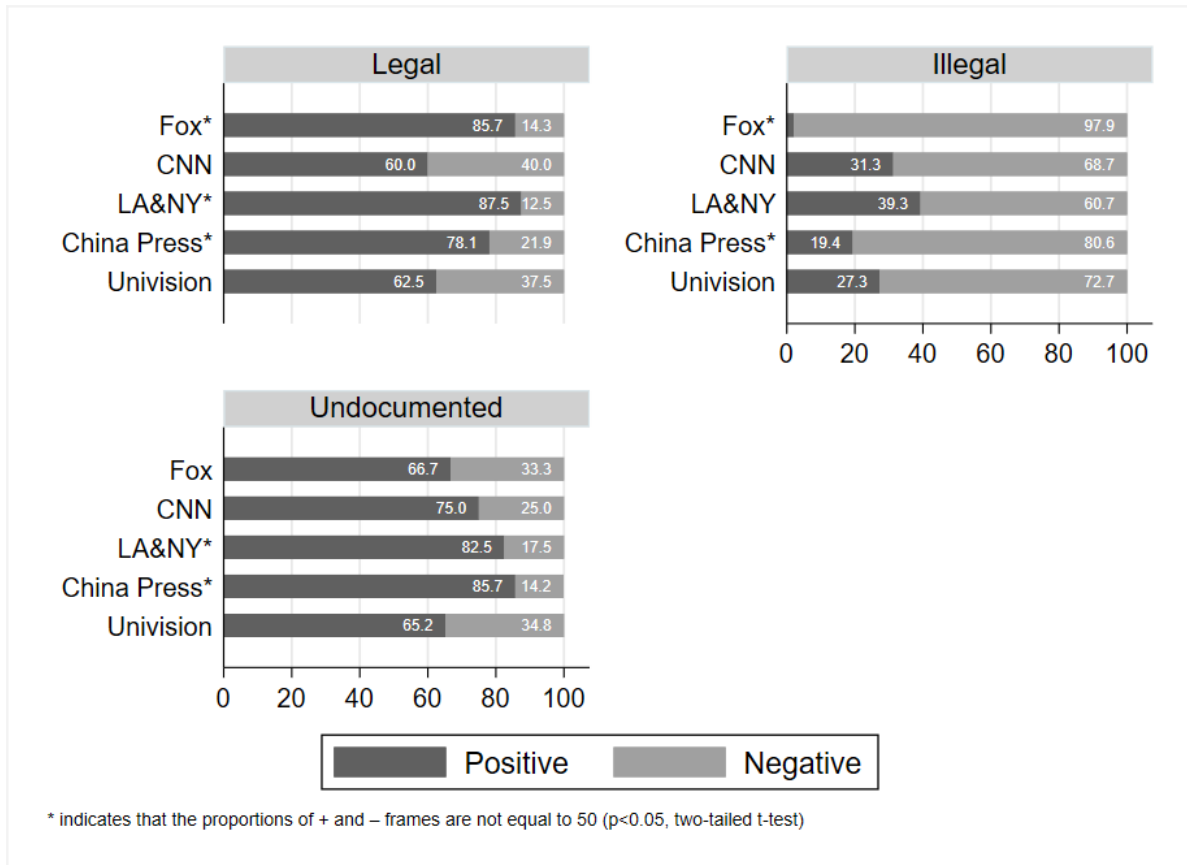 Legal
Fox* 85.7 14.3
CNN 60.0 40.0
LA&NY* 87.5 12.5
China Press* 78.1 21.9
Univision 62.5 37.5
Illegal
Fox* 97.9
CNN 31.3 68.7
LA&NY 39.3 60.7
China Press* 19.4 80.6
Univision 27.3 72.7
0 20 40 60 80 100
Undocumented
Fox 66.7 33.3
CNN 75.0 25.0
LA&NY* 82.5 17.5
China Press* 85.7 14.2
Univision 65.2 34.8
0 20 40 60 80 100
Positive Negative
* indicates that the proportions of + and – frames are not equal to 50 (p<0.05, two-tailed t-test)